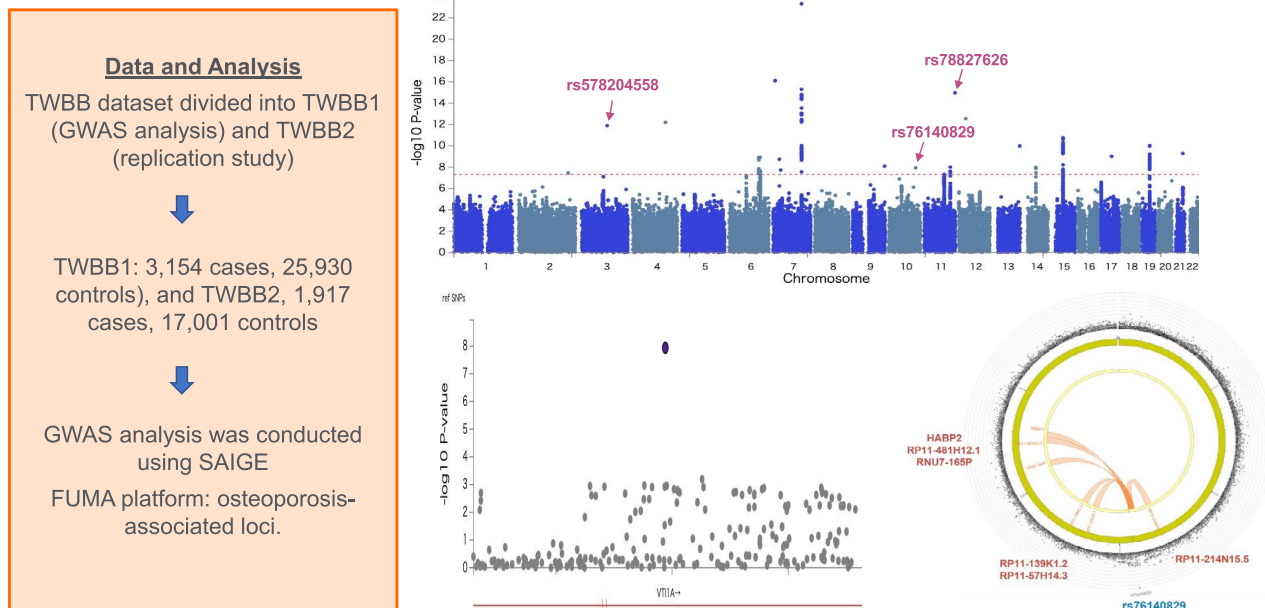 Data and Analysis
TWBB dataset divided into TWBB1
(GWAS analysis) and TWBB2
(replication study)
TWBB1: 3,154 cases, 25,930
controls), and TWBB2, 1,917
cases, 17,001 controls
GWAS analysis was conducted
using SAIGE
FUMA platform: osteoporosis-
associated loci.
-log10 P-value
22
20
18
16
14
12
10
8
6
4
2
0
rs578204558
rs78827626
rs76140829
1 2 3 4 5 6 7 8 9 10 11 12 13 14 15 16 17 18 19 20 21 22
Chromosome
ref SNPs
-log10 P-value
8
7
6
5
4
3
2
1
0
VTI1A→
HABP2
RP11-481H12.1
RNU7-165P
RP11-139K1.2
RP11-57H14.3
RP11-214N15.5
rs76140829